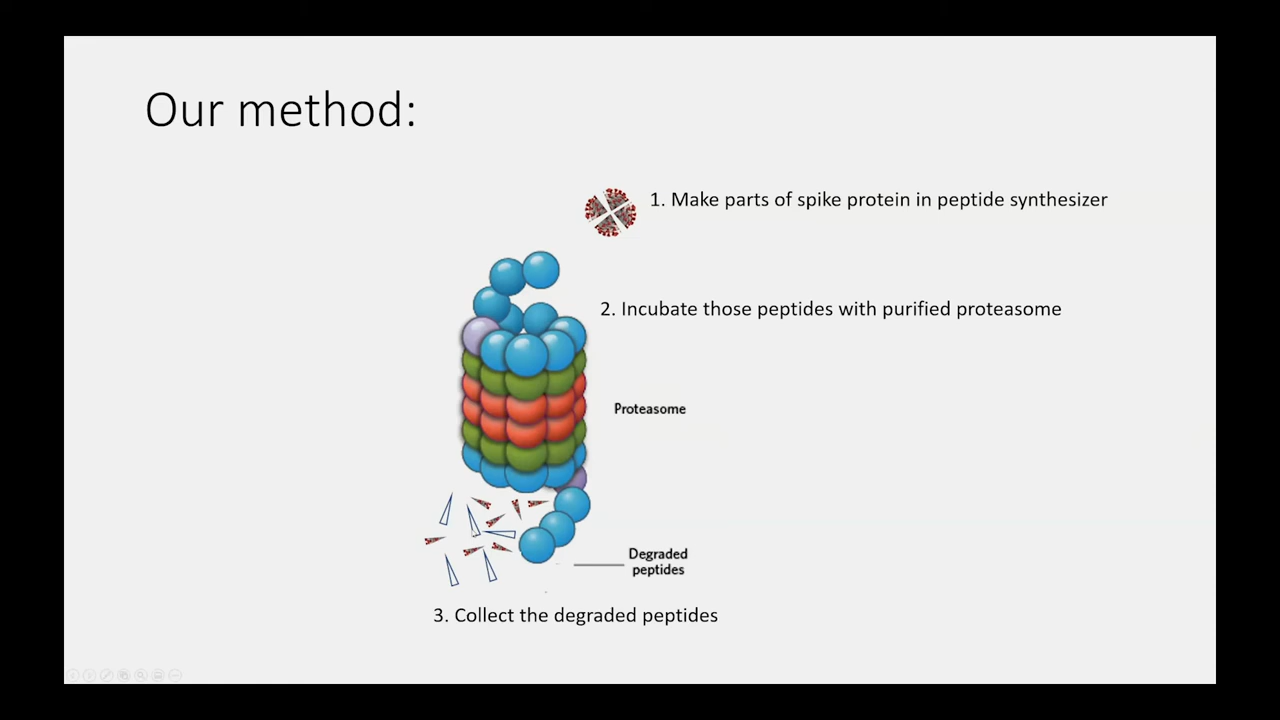 Our method:
1. Make parts of spike protein in peptide synthesizer
2. Incubate those peptides with purified proteasome
Proteasome
Degraded
peptides
3. Collect the degraded peptides